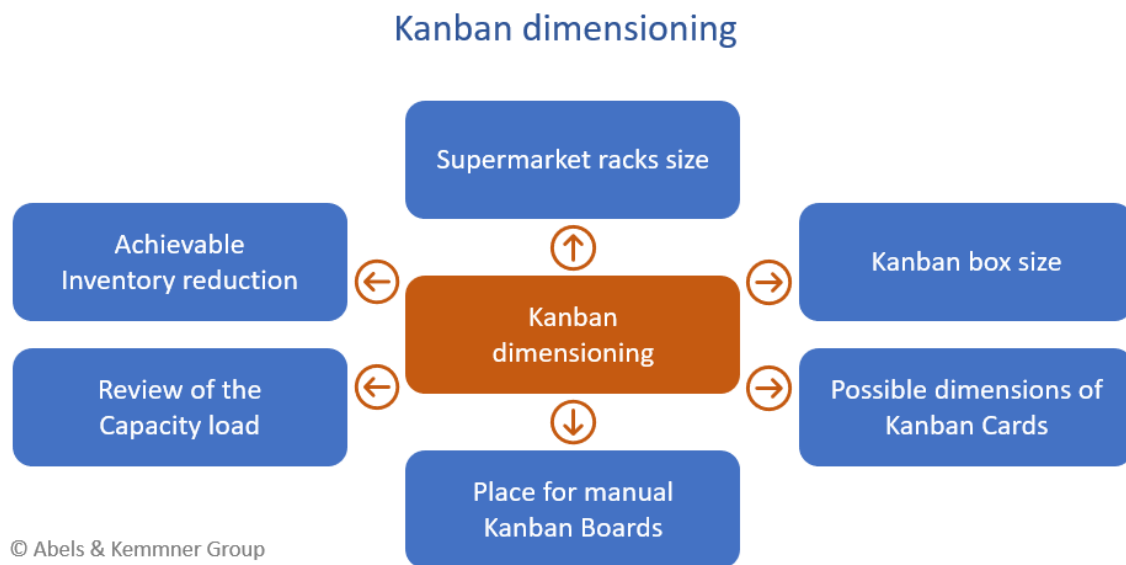 Kanban dimensioning
Supermarket racks size
Achievable
Inventory reduction
Kanban box size
Kanban
dimensioning
Review of the
Capacity load
Possible dimensions of
Kanban Cards
Place for manual
Kanban Boards
© Abels & Kemmner Group